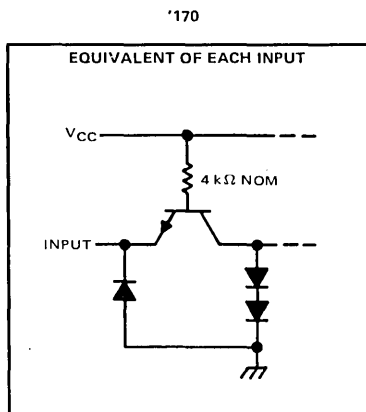 '170
EQUIVALENT OF EACH INPUT
VCC
4 kΩ NOM
INPUT